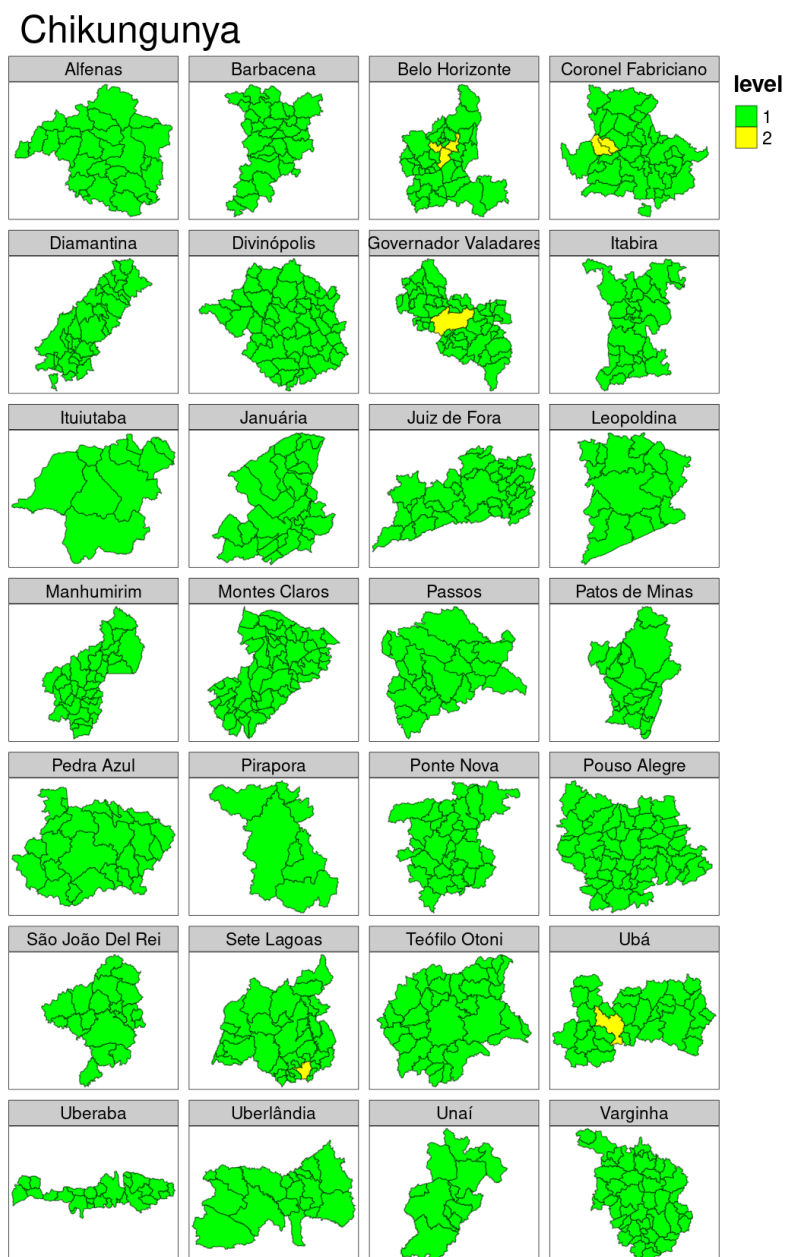 Chikungunya
Alfenas
Barbacena
Belo Horizonte
Coronel Fabriciano
level
1
2
Diamantina
Divinópolis
Governador Valadares
Itabira
Ituiutaba
Januária
Juiz de Fora
Leopoldina
Manhumirim
Montes Claros
Passos
Patos de Minas
Pedra Azul
Pirapora
Ponte Nova
Pouso Alegre
São João Del Rei
Sete Lagoas
Teófilo Otoni
Ubá
Uberaba
Uberlândia
Unaí
Varginha